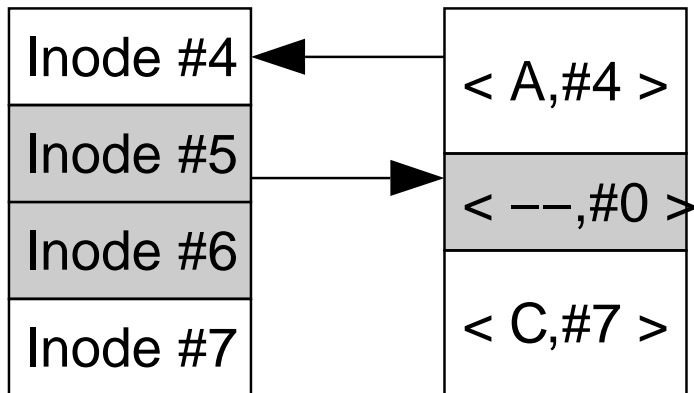 Inode #4
Inode #5
Inode #6
Inode #7
< A,#4 >
< −−,#0 >
< C,#7 >